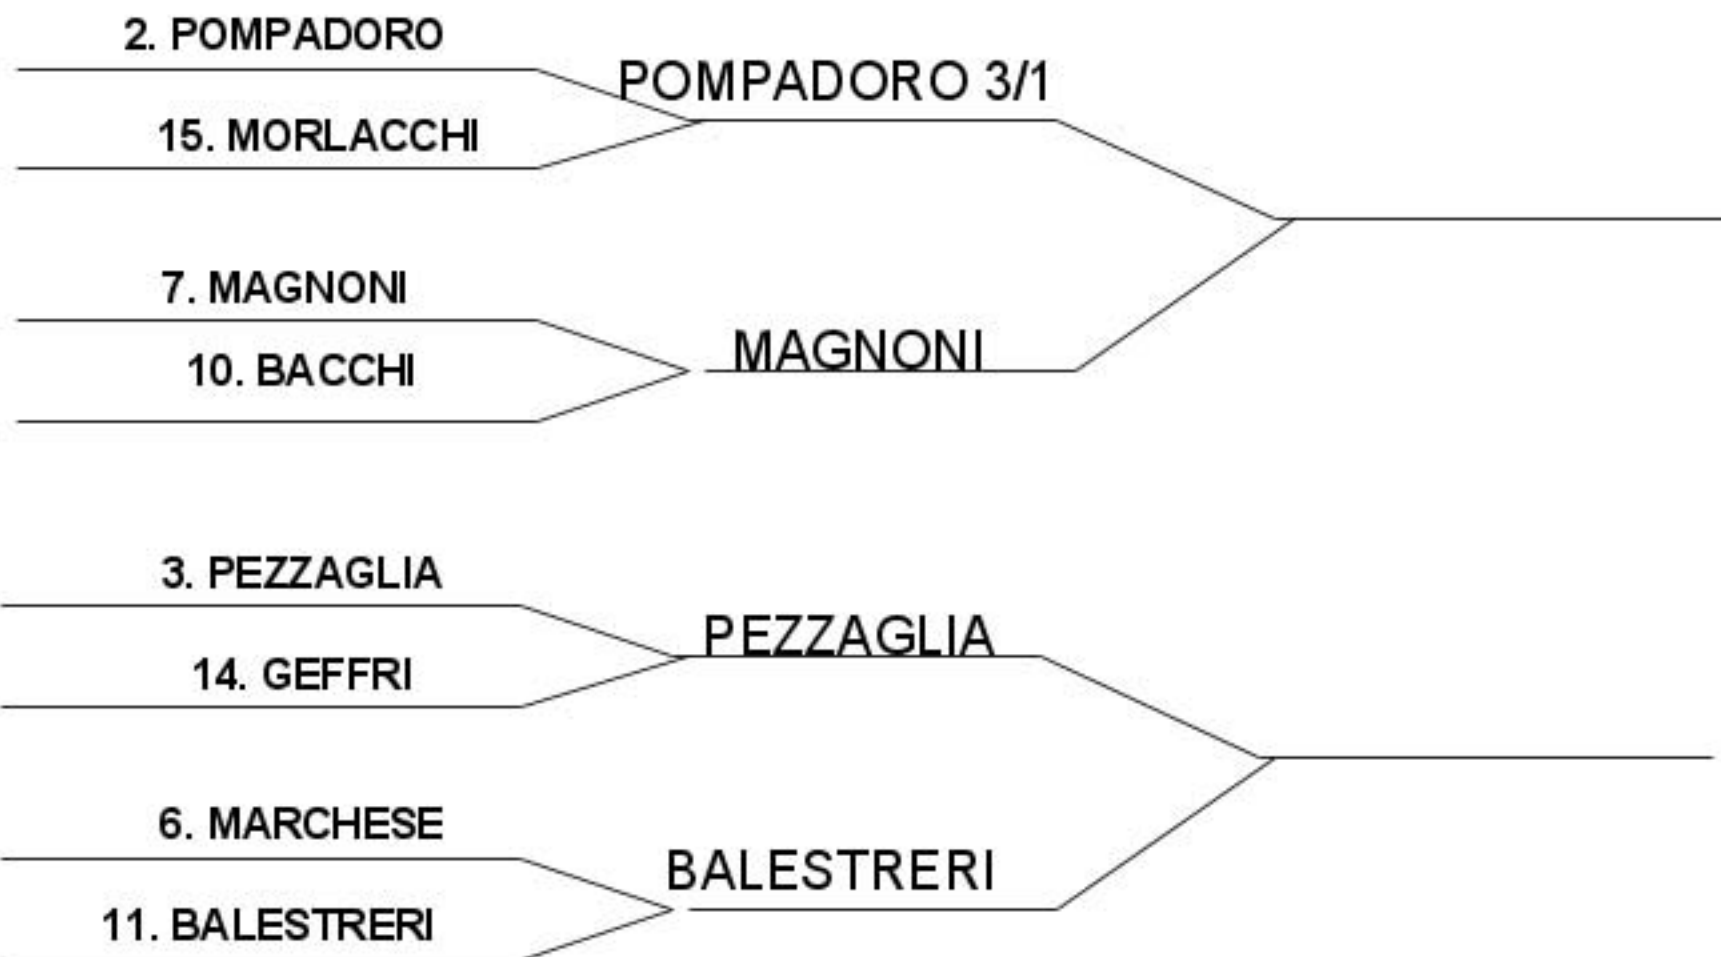 2. POMPADORO
POMPADORO 3/1
15. MORLACCHI
7. MAGNONI
MAGNONI
10. BACCHI
3. PEZZAGLIA
PEZZAGLIA
14. GEFFRI
6. MARCHESE
BALESTRERI
11. BALESTRERI